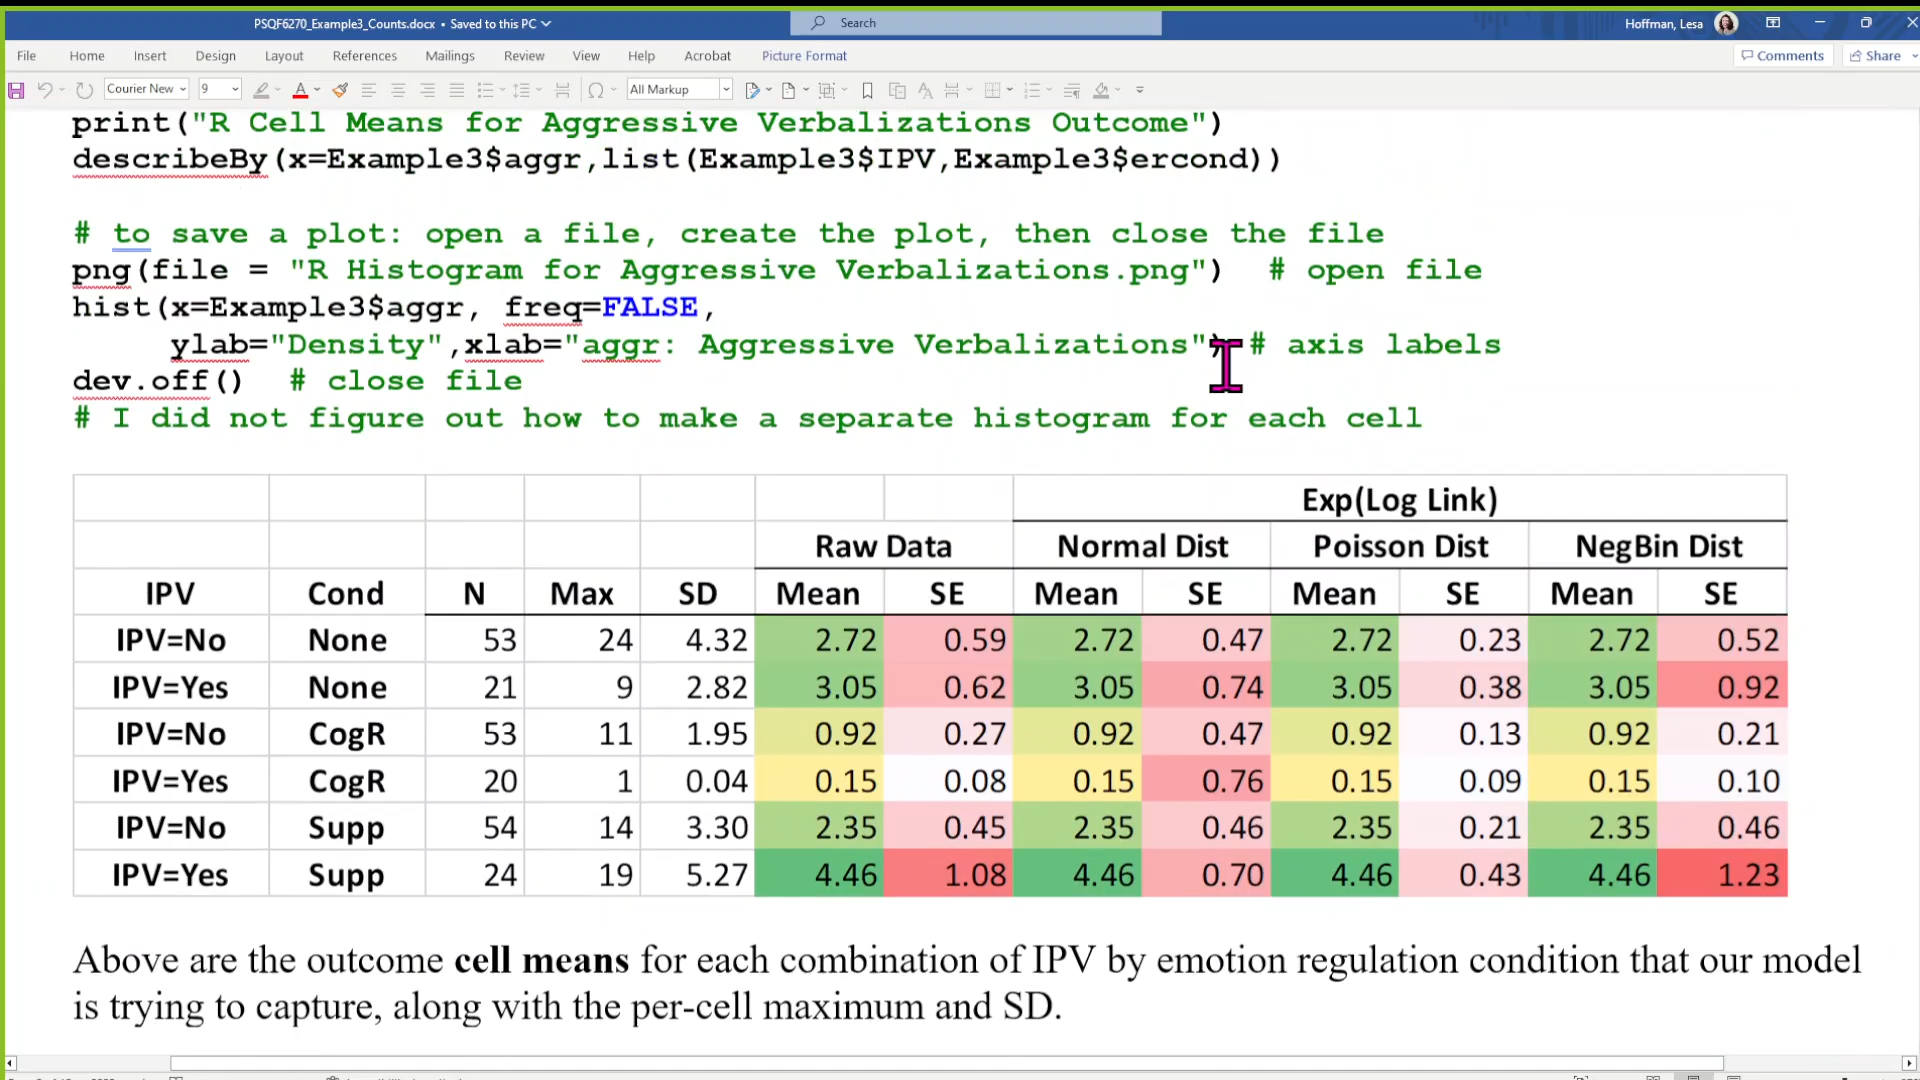 PSQF6270_Example3_Counts.docx • Saved to this PC
Search
Hoffman, Lesa
File Home Insert Design Layout References Mailings Review View Help Acrobat Picture Format
Comments Share
Courier New 9 All Markup
print("R Cell Means for Aggressive Verbalizations Outcome")
describeBy(x=Example3$aggr,list(Example3$IPV,Example3$ercond))
# to save a plot: open a file, create the plot, then close the file
png(file = "R Histogram for Aggressive Verbalizations.png") # open file
hist(x=Example3$aggr, freq=FALSE,
ylab="Density",xlab="aggr: Aggressive Verbalizations") # axis labels
dev.off() # close file
# I did not figure out how to make a separate histogram for each cell
Exp(Log Link)
Raw Data Normal Dist Poisson Dist NegBin Dist
IPV Cond N Max SD Mean SE Mean SE Mean SE Mean SE
IPV=No None 53 24 4.32 2.72 0.59 2.72 0.47 2.72 0.23 2.72 0.52
IPV=Yes None 21 9 2.82 3.05 0.62 3.05 0.74 3.05 0.38 3.05 0.92
IPV=No CogR 53 11 1.95 0.92 0.27 0.92 0.47 0.92 0.13 0.92 0.21
IPV=Yes CogR 20 1 0.04 0.15 0.08 0.15 0.76 0.15 0.09 0.15 0.10
IPV=No Supp 54 14 3.30 2.35 0.45 2.35 0.46 2.35 0.21 2.35 0.46
IPV=Yes Supp 24 19 5.27 4.46 1.08 4.46 0.70 4.46 0.43 4.46 1.23
Above are the outcome cell means for each combination of IPV by emotion regulation condition that our model
is trying to capture, along with the per-cell maximum and SD.